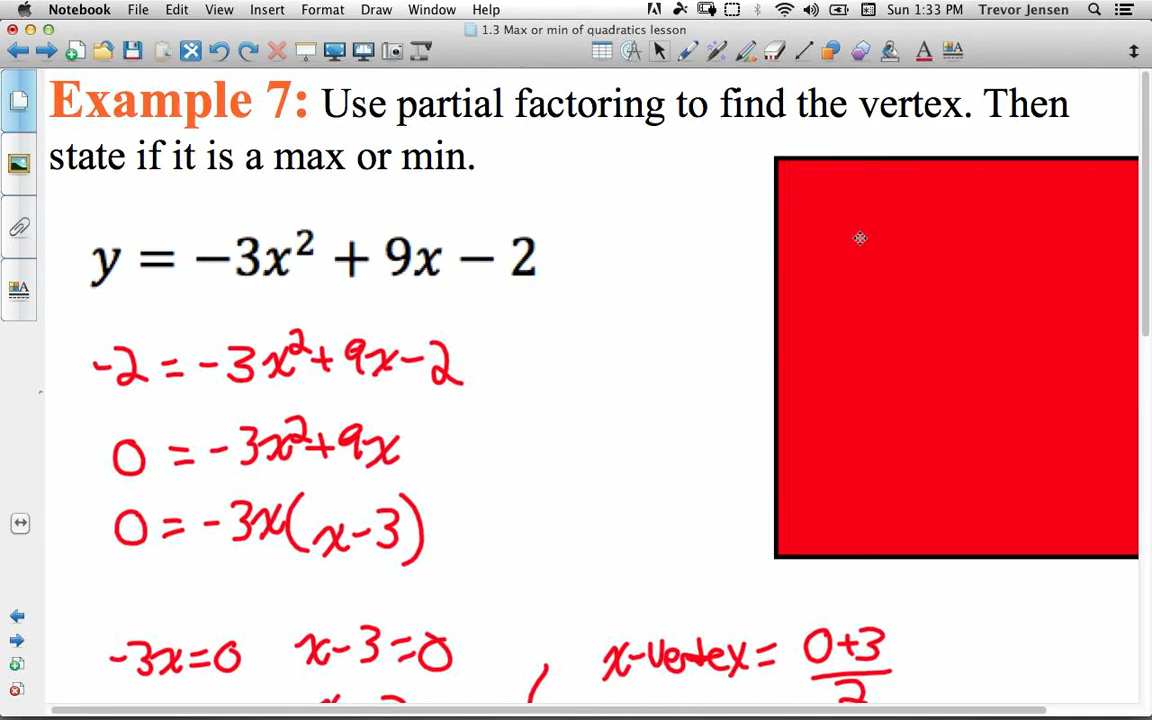 Notebook File Edit View Insert Format Draw Window Help Sun 1:33 PM Trevor Jensen
1.3 Max or min of quadratics lesson
Example 7: Use partial factoring to find the vertex. Then
state if it is a max or min.
y = −3x² + 9x − 2
-2 = -3x²+9x-2
0 = -3x²+9x
0 = -3x(x-3)
-3x=0 x-3=0 x-vertex = 0+3
2